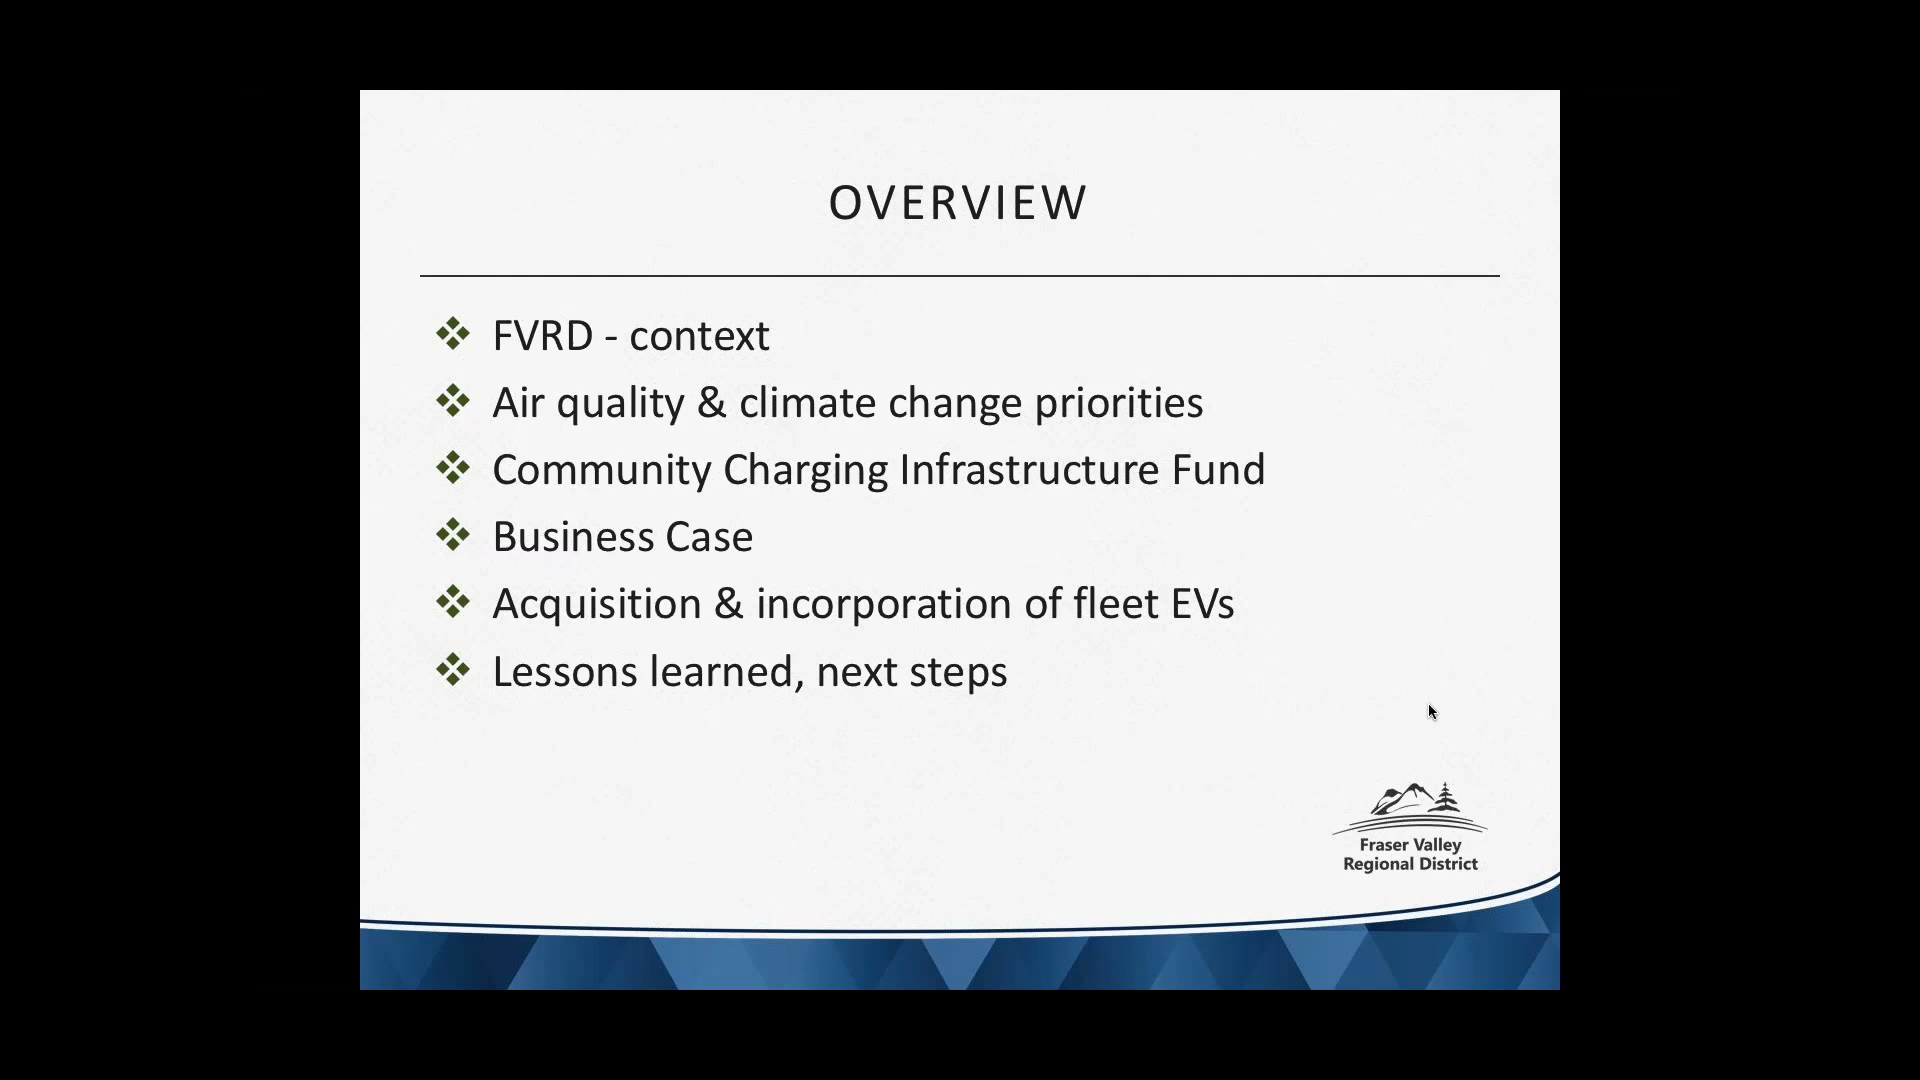 OVERVIEW
FVRD - context
Air quality & climate change priorities
Community Charging Infrastructure Fund
Business Case
Acquisition & incorporation of fleet EVs
Lessons learned, next steps
Fraser Valley
Regional District